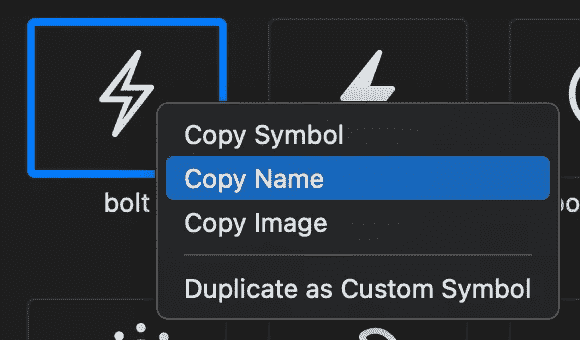 Copy Symbol
Copy Name
bolt
Copy Image
Duplicate as Custom Symbol